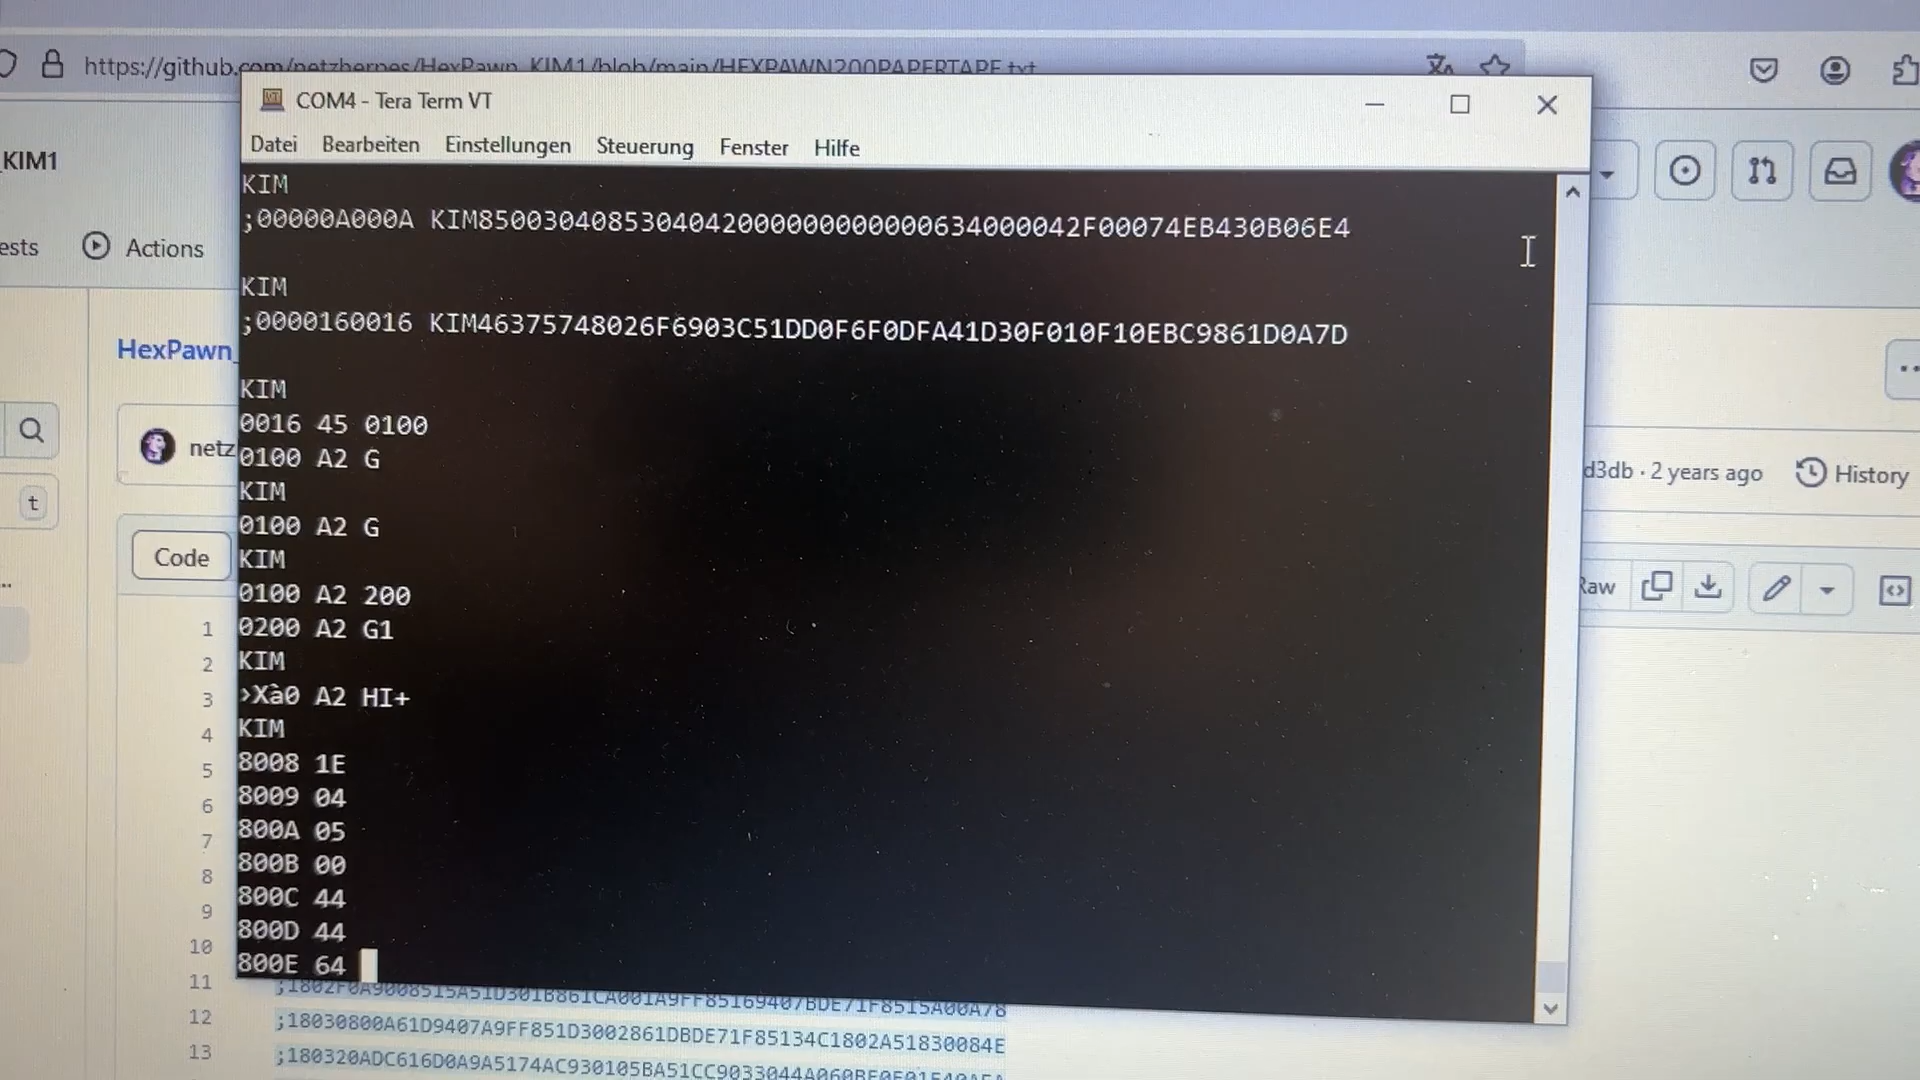 https://github.com/netzherpes/HexPawn_KIM1/blob/main/HEXPAWN200PAPERTAPE.txt
COM4 - Tera Term VT
Datei Bearbeiten Einstellungen Steuerung Fenster Hilfe
KIM
;00000A000A KIM8500304085304042000000000000634000042F00074EB430B06E4
KIM
;0000160016 KIM46375748026F6903C51DD0F6F0DFA41D30F010F10EBC9861D0A7D
KIM
0016 45 0100
0100 A2 G
KIM
0100 A2 G
KIM
0100 A2 200
0200 A2 G1
KIM
›Xà0 A2 HI+
KIM
8008 1E
8009 04
800A 05
800B 00
800C 44
800D 44
800E 64
_KIM1
ests
Actions
HexPawn_
netz
t
d3db · 2 years ago
History
Code
Raw
1
2
3
4
5
6
7
8
9
10
11
12 ;18030800A61D9407A9FF851D3002861DBDE71F85134C1802A51830084E
13